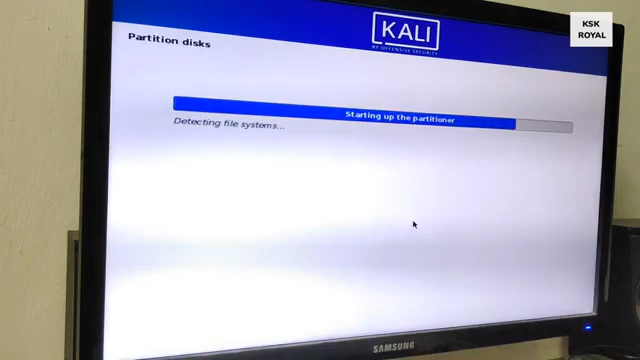 KSK
ROYAL
KALI
BY OFFENSIVE SECURITY
Partition disks
Starting up the partitioner
Detecting file systems...
SAMSUNG